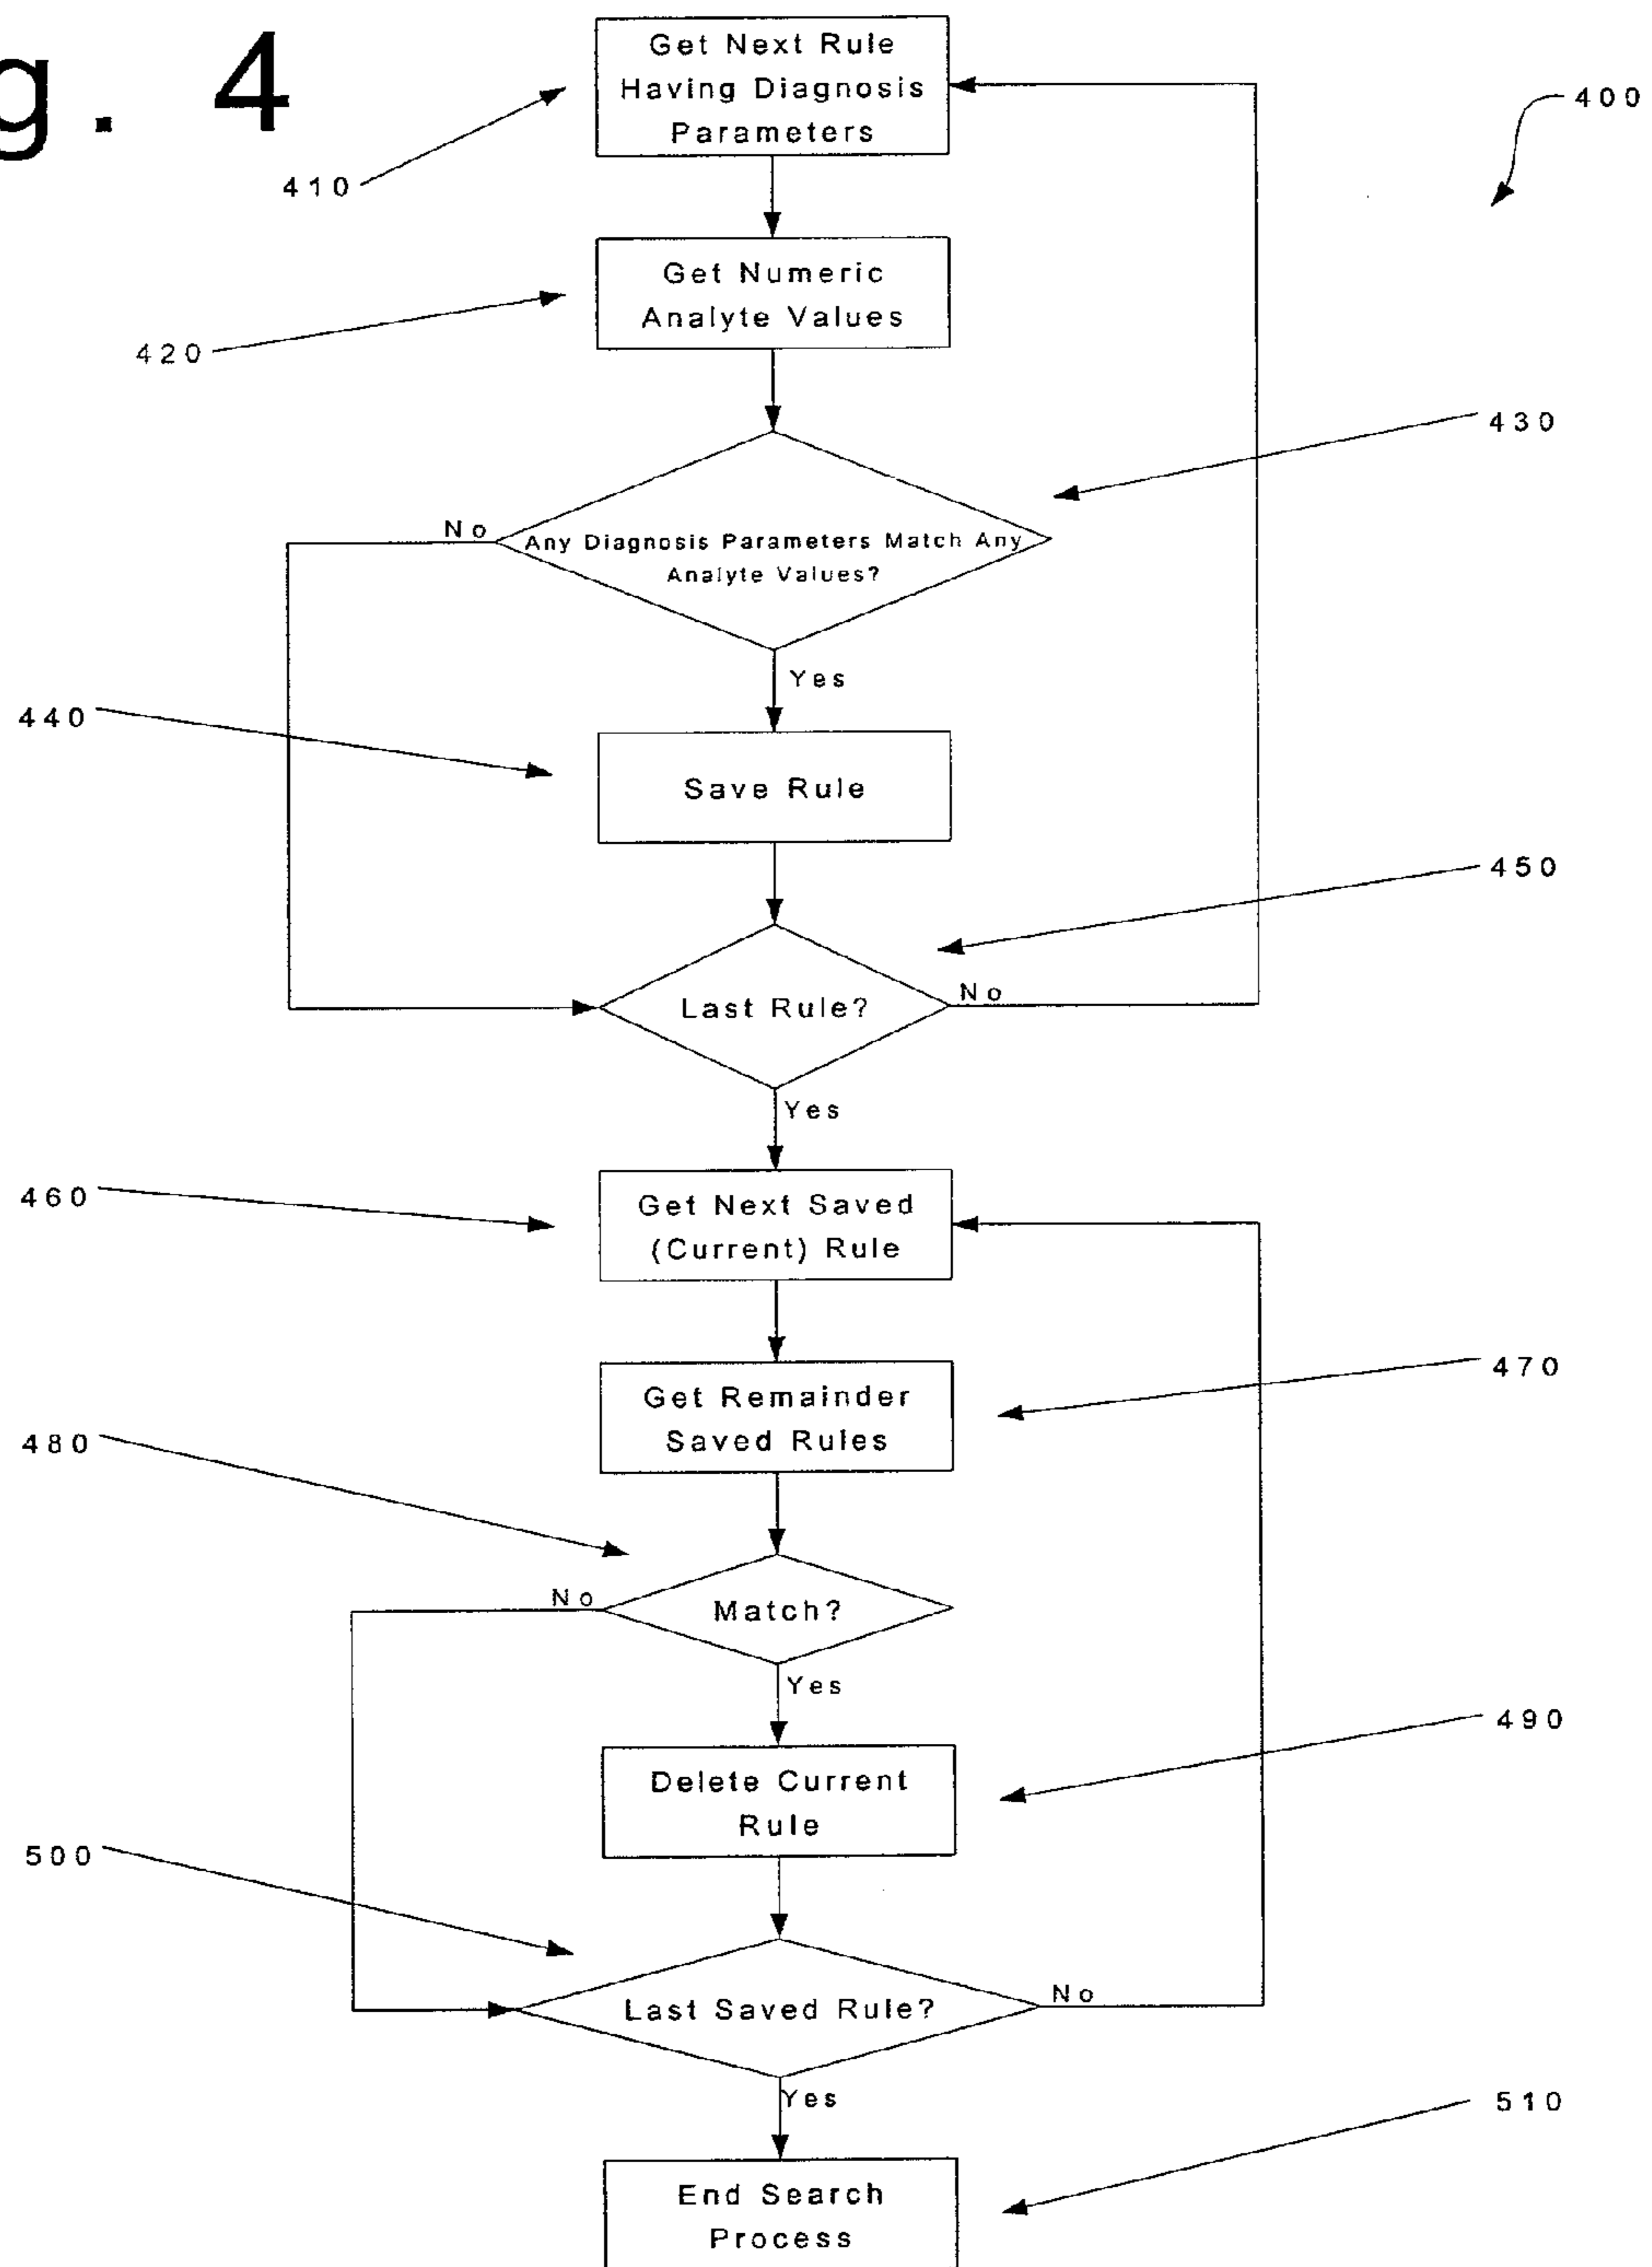 g. 4
Get Next Rule
Having Diagnosis
Parameters
400
410
Get Numeric
Analyte Values
420
430
No
Any Diagnosis Parameters Match Any
Analyte Values?
Yes
440
Save Rule
450
Last Rule?
No
Yes
460
Get Next Saved
(Current) Rule
470
Get Remainder
Saved Rules
480
No
Match?
Yes
490
Delete Current
Rule
500
Last Saved Rule?
No
Yes
510
End Search
Process